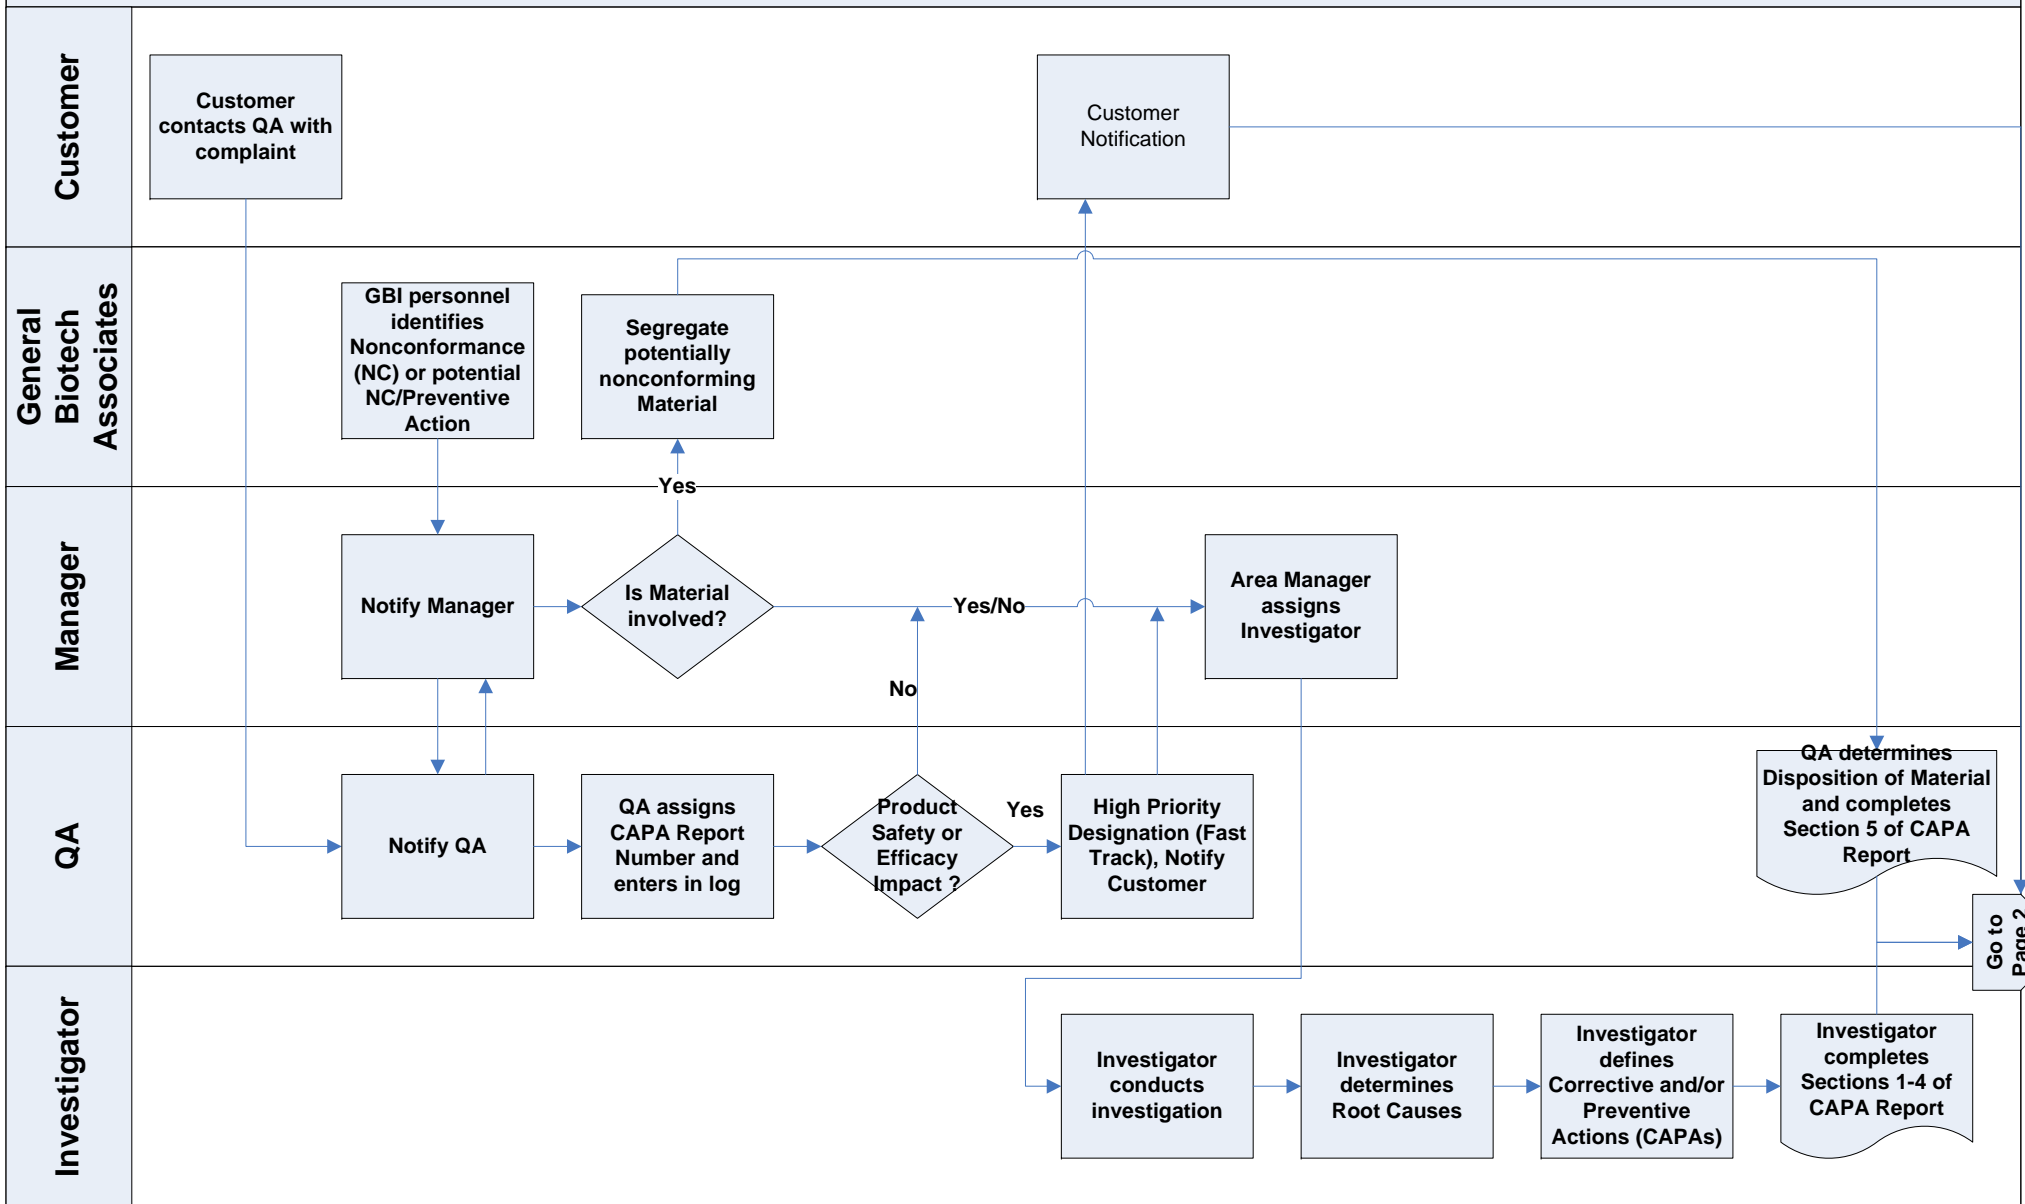 Customer
Customer
contacts QA with
complaint
Customer
Notification
General
Biotech
Associates
GBI personnel
identifies
Nonconformance
(NC) or potential
NC/Preventive
Action
Segregate
potentially
nonconforming
Material
Yes
Manager
Notify Manager
Is Material
involved?
Yes/No
Area Manager
assigns
Investigator
No
QA
Notify QA
QA assigns
CAPA Report
Number and
enters in log
Product
Safety or
Efficacy
Impact ?
Yes
High Priority
Designation (Fast
Track), Notify
Customer
QA determines
Disposition of Material
and completes
Section 5 of CAPA
Report
Go to
Page 2
Investigator
Investigator
conducts
investigation
Investigator
determines
Root Causes
Investigator
defines
Corrective and/or
Preventive
Actions (CAPAs)
Investigator
completes
Sections 1-4 of
CAPA Report